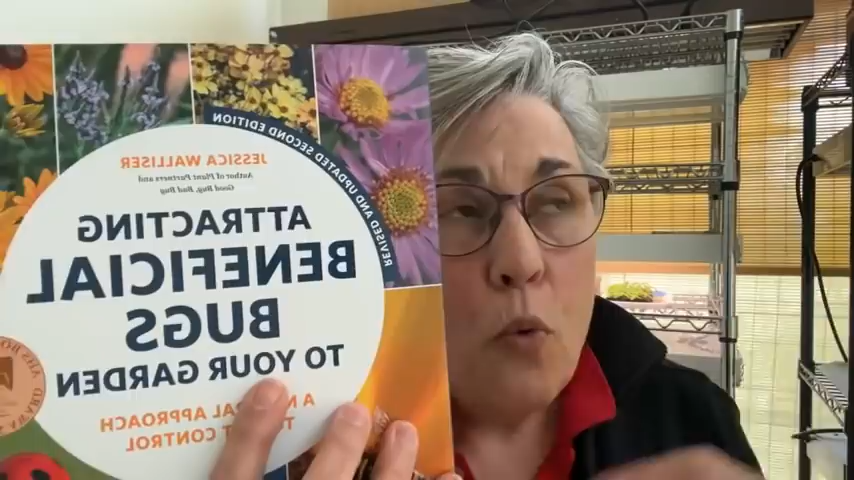 REVISED AND UPDATED SECOND EDITION
JESSICA WALLISER
Author of Plant Partners and
Good Bug, Bad Bug
ATTRACTING
BENEFICIAL
BUGS
TO YOUR GARDEN
A NATURAL APPROACH
CONTROL